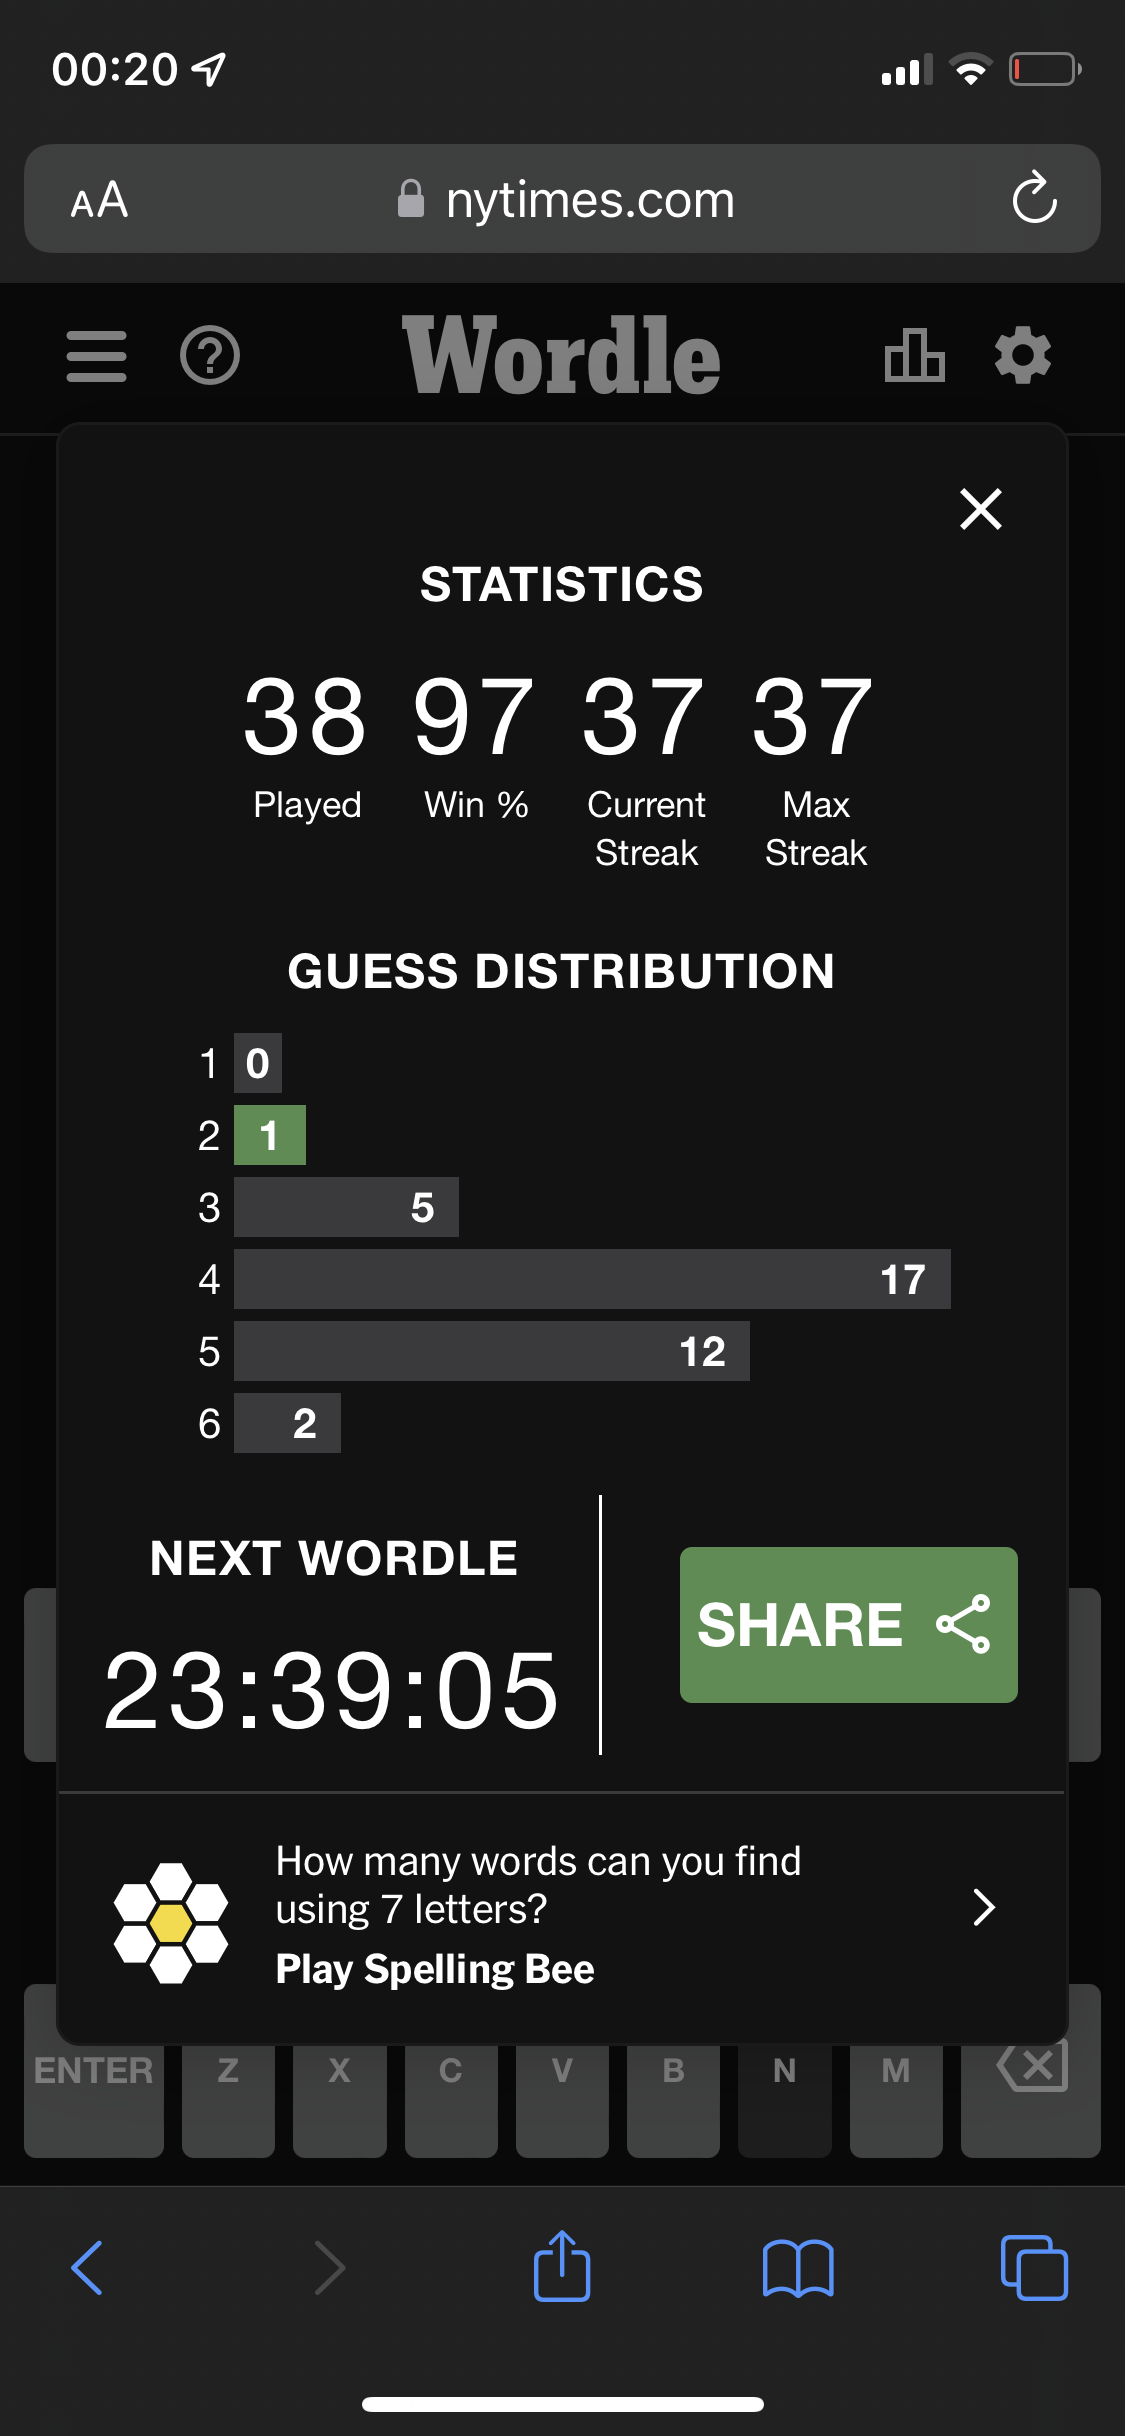 00:20
AA nytimes.com
Wordle
STATISTICS
38 97 37 37
Played Win % Current Streak Max Streak
GUESS DISTRIBUTION
1 0
2 1
3 5
4 17
5 12
6 2
NEXT WORDLE
23:39:05
SHARE
How many words can you find
using 7 letters?
Play Spelling Bee
ENTER Z X C V B N M